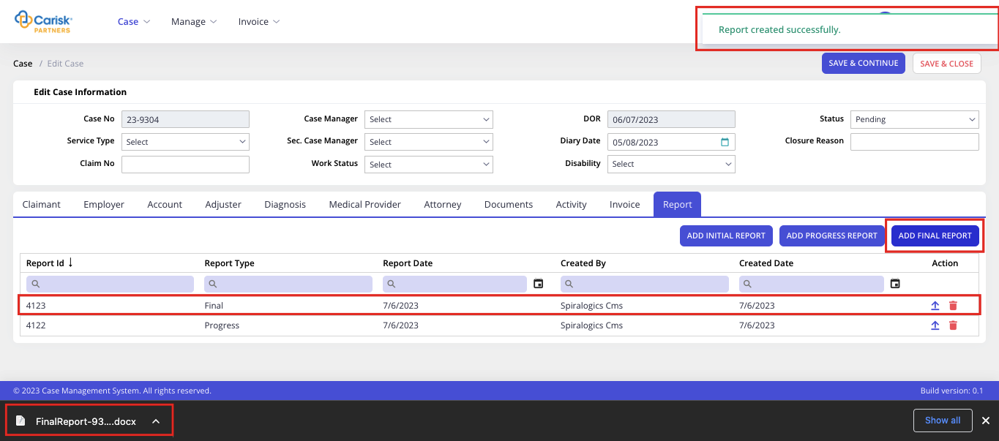 Carisk
PARTNERS
Case Manage Invoice
Report created successfully.
Case / Edit Case
SAVE & CONTINUE SAVE & CLOSE
Edit Case Information
Case No 23-9304 Case Manager Select DOR 06/07/2023 Status Pending
Service Type Select Sec. Case Manager Select Diary Date 05/08/2023 Closure Reason
Claim No Work Status Select Disability Select
Claimant Employer Account Adjuster Diagnosis Medical Provider Attorney Documents Activity Invoice Report
ADD INITIAL REPORT ADD PROGRESS REPORT ADD FINAL REPORT
Report Id ↓ Report Type Report Date Created By Created Date Action
4123 Final 7/6/2023 Spiralogics Cms 7/6/2023
4122 Progress 7/6/2023 Spiralogics Cms 7/6/2023
© 2023 Case Management System. All rights reserved. Build version: 0.1
FinalReport-93....docx Show all